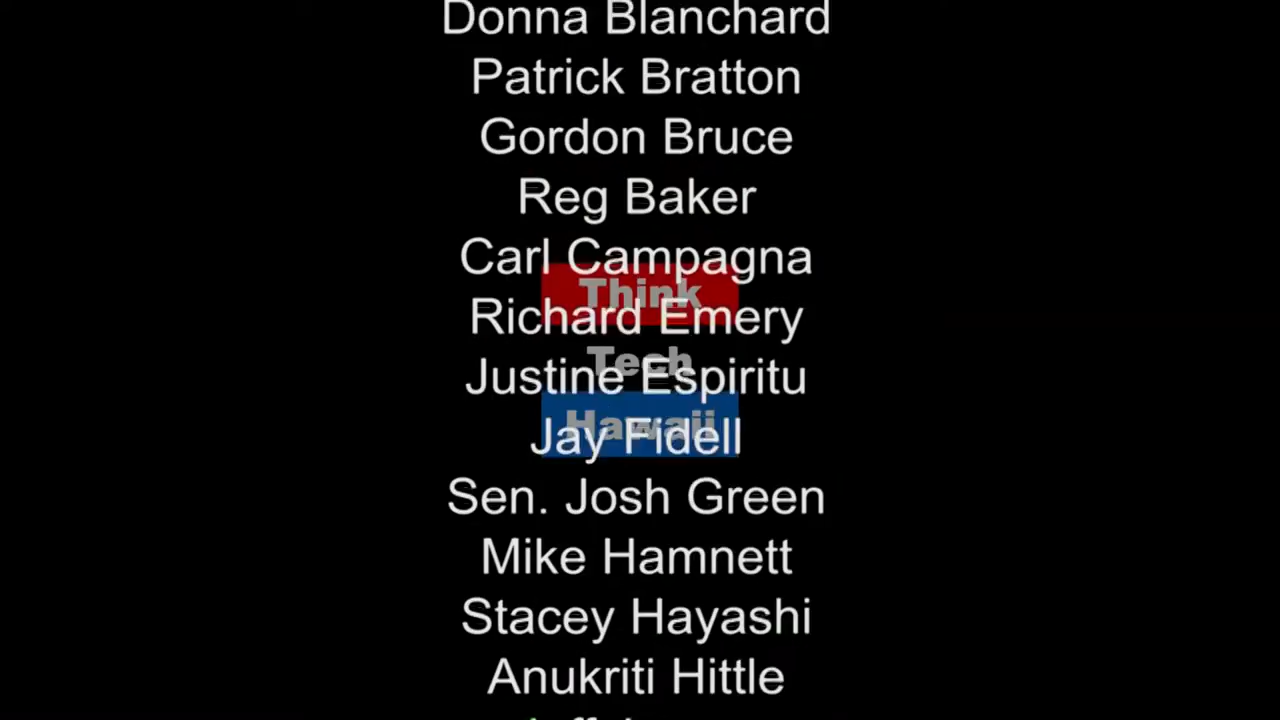 Donna Blanchard
Patrick Bratton
Gordon Bruce
Reg Baker
Carl Campagna
Think
Richard Emery
Tech
Justine Espiritu
Hawaii
Jay Fidell
Sen. Josh Green
Mike Hamnett
Stacey Hayashi
Anukriti Hittle